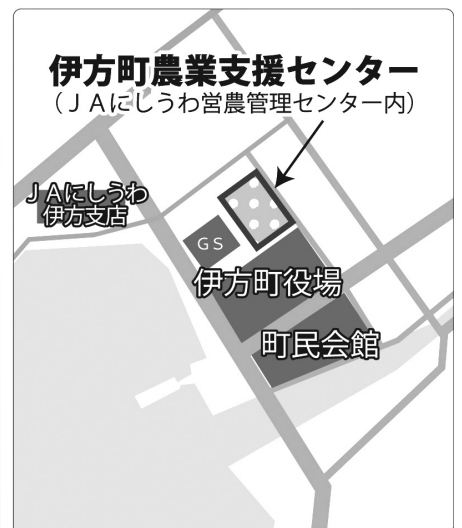 伊方町農業支援センター
（ＪＡにしうわ営農管理センター内）
ＪＡにしうわ
伊方支店
ＧＳ
伊方町役場
町民会館